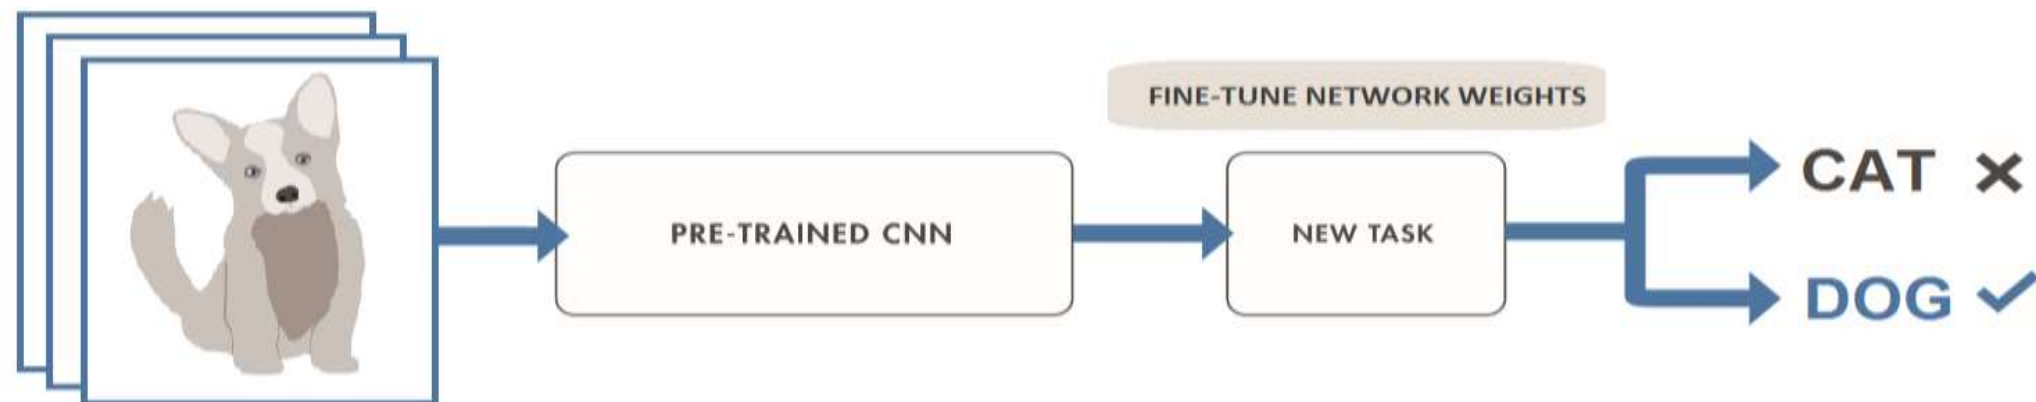 FINE-TUNE NETWORK WEIGHTS
PRE-TRAINED CNN
NEW TASK
CAT
DOG